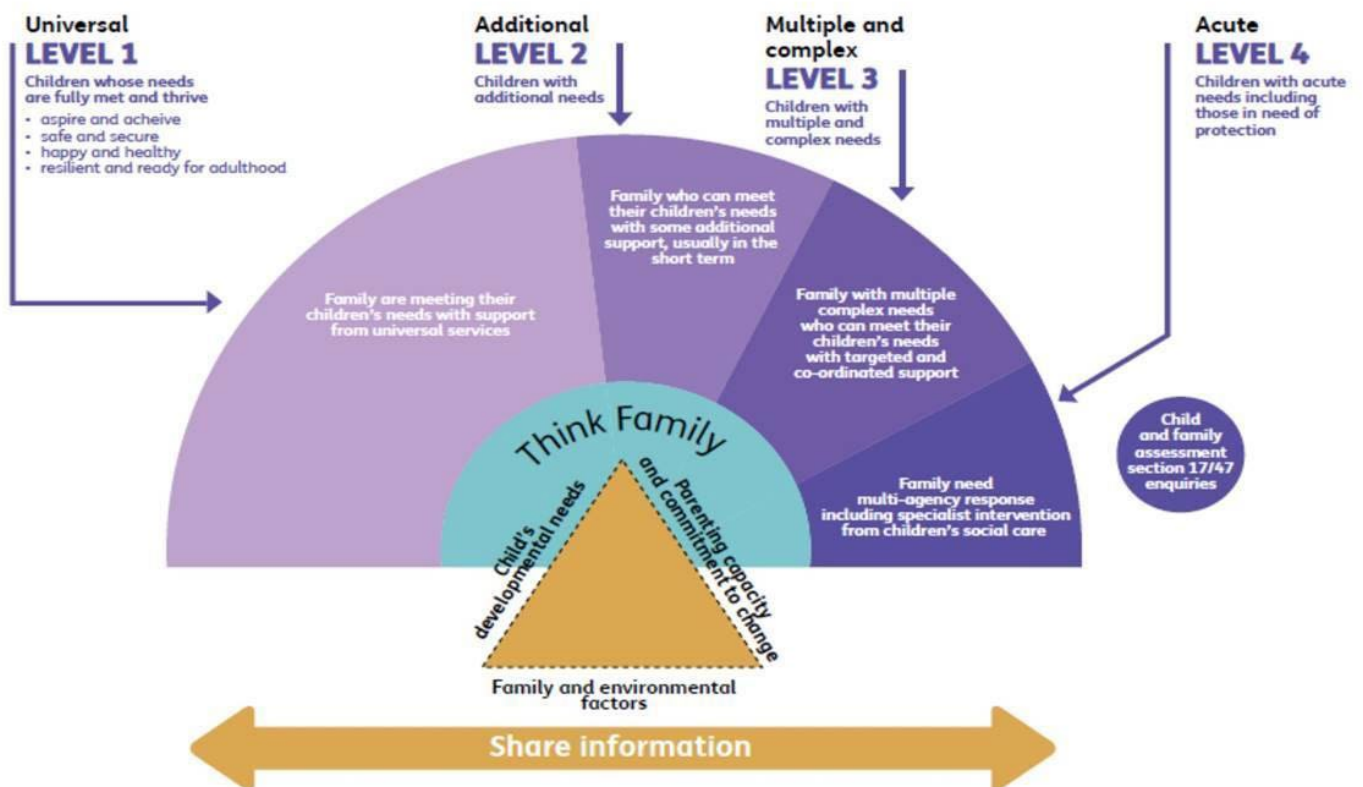 Universal
LEVEL 1
Children whose needs
are fully met and thrive
• aspire and acheive
• safe and secure
• happy and healthy
• resilient and ready for adulthood
Additional
LEVEL 2
Children with
additional needs
Multiple and
complex
LEVEL 3
Children with
multiple and
complex needs
Acute
LEVEL 4
Children with acute
needs including
those in need of
protection
Family are meeting their
children's needs with support
from universal services
Family who can meet
their children's needs
with some additional
support, usually in the
short term
Family with multiple
complex needs
who can meet their
children's needs
with targeted and
co-ordinated support
Family need
multi-agency response
including specialist intervention
from children's social care
Child
and family
assessment
section 17/47
enquiries
Think Family
Child's
developmental needs
Parenting capacity
and commitment to change
Family and environmental
factors
Share information